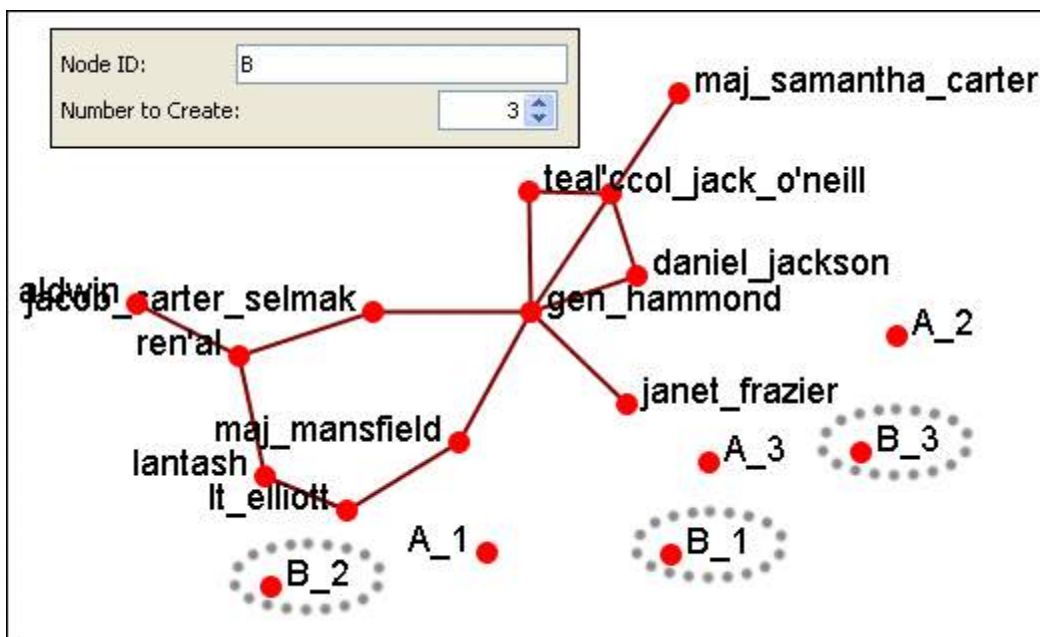 Node ID: B
Number to Create: 3
maj_samantha_carter
teal'c
col_jack_o'neill
daniel_jackson
aldwin
jacob_carter_selmak
gen_hammond
A_2
ren'al
janet_frazier
maj_mansfield
B_3
lantash
A_3
lt_elliott
A_1
B_1
B_2